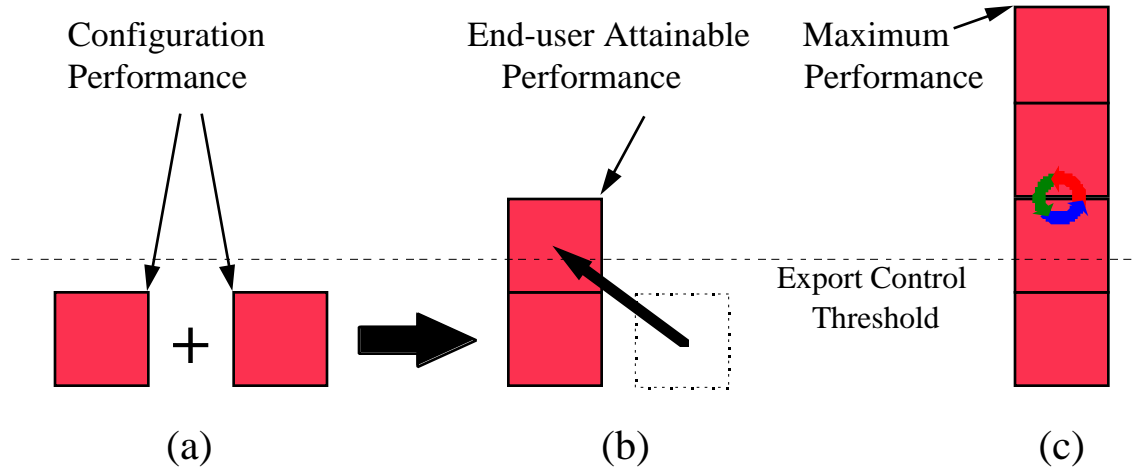 Configuration
Performance
End-user Attainable
Performance
Maximum
Performance
+
Export Control
Threshold
(a)
(b)
(c)